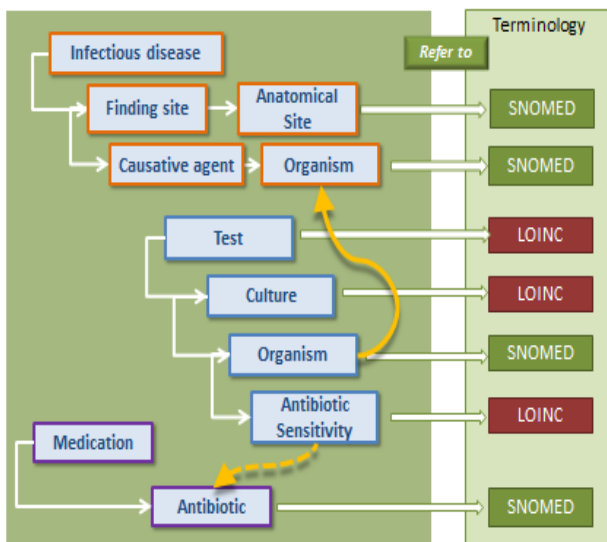 Terminology
Infectious disease
Refer to
Finding site
Anatomical
Site
SNOMED
Causative agent
Organism
SNOMED
Test
LOINC
Culture
LOINC
Organism
SNOMED
Antibiotic
Sensitivity
LOINC
Medication
Antibiotic
SNOMED